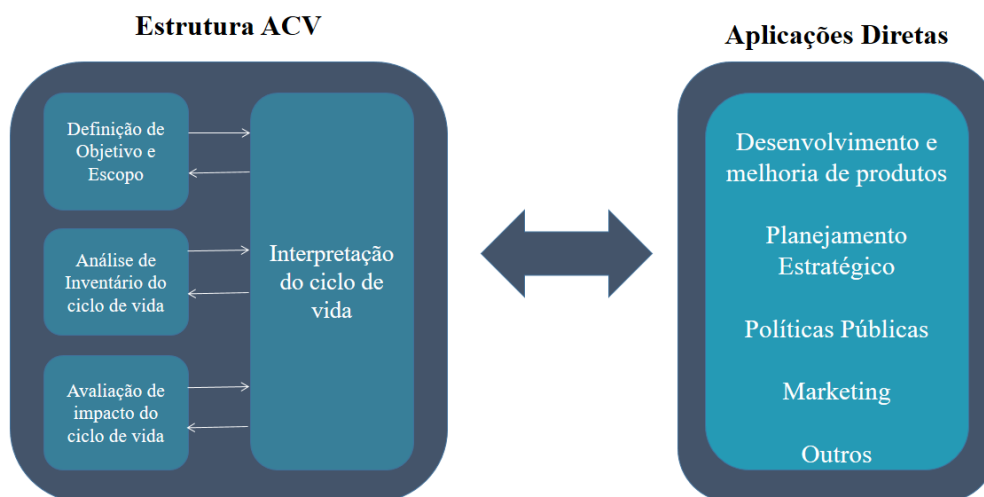 Estrutura ACV
Definição de
Objetivo e
Escopo
Análise de
Inventário do
ciclo de vida
Avaliação de
impacto do
ciclo de vida
Interpretação
do ciclo de
vida
Aplicações Diretas
Desenvolvimento e
melhoria de produtos
Planejamento
Estratégico
Políticas Públicas
Marketing
Outros